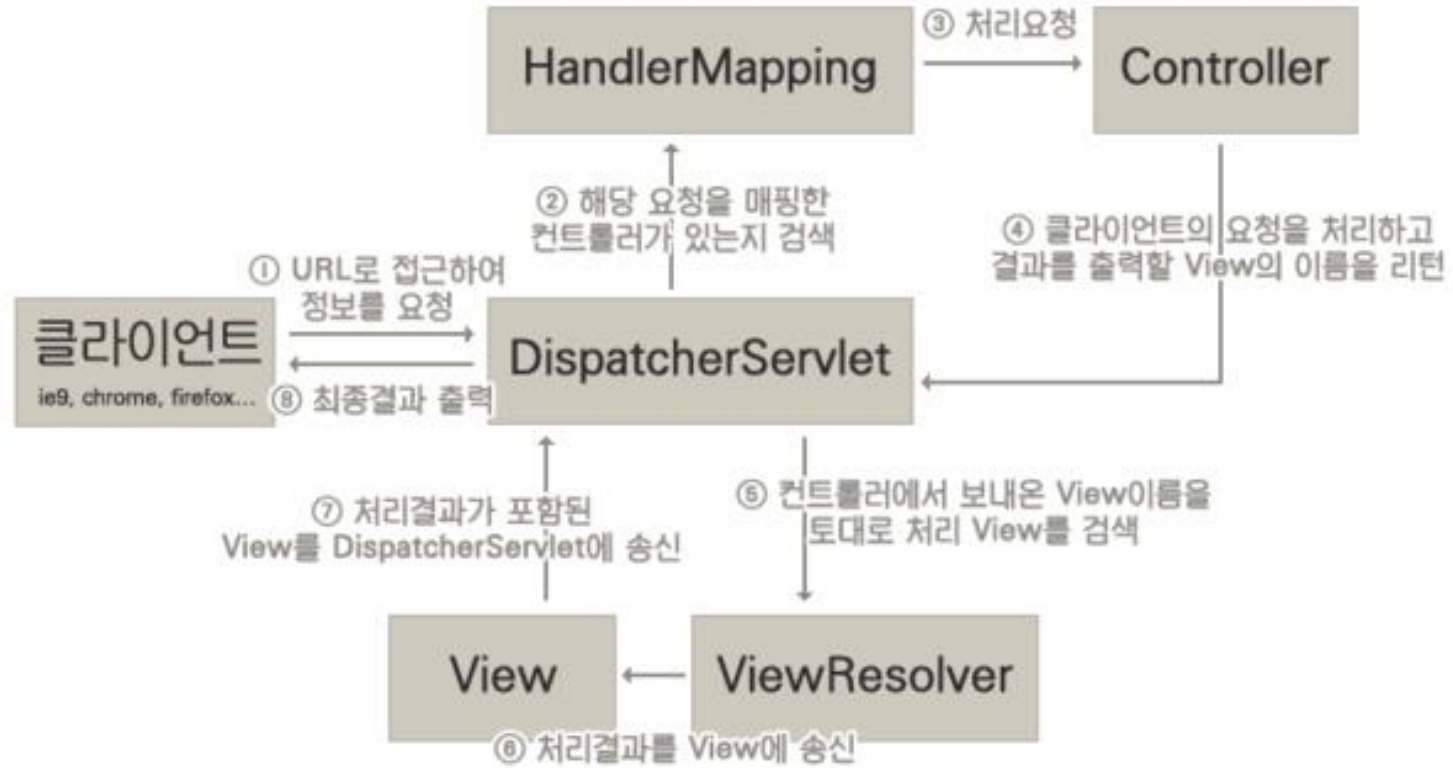 ③ 처리요청
HandlerMapping
Controller
② 해당 요청을 매핑한
컨트롤러가 있는지 검색
④ 클라이언트의 요청을 처리하고
결과를 출력할 View의 이름을 리턴
① URL로 접근하여
정보를 요청
클라이언트
ie9, chrome, firefox...
DispatcherServlet
⑧ 최종결과 출력
⑦ 처리결과가 포함된
View를 DispatcherServlet에 송신
⑤ 컨트롤러에서 보내온 View이름을
토대로 처리 View를 검색
View
ViewResolver
⑥ 처리결과를 View에 송신